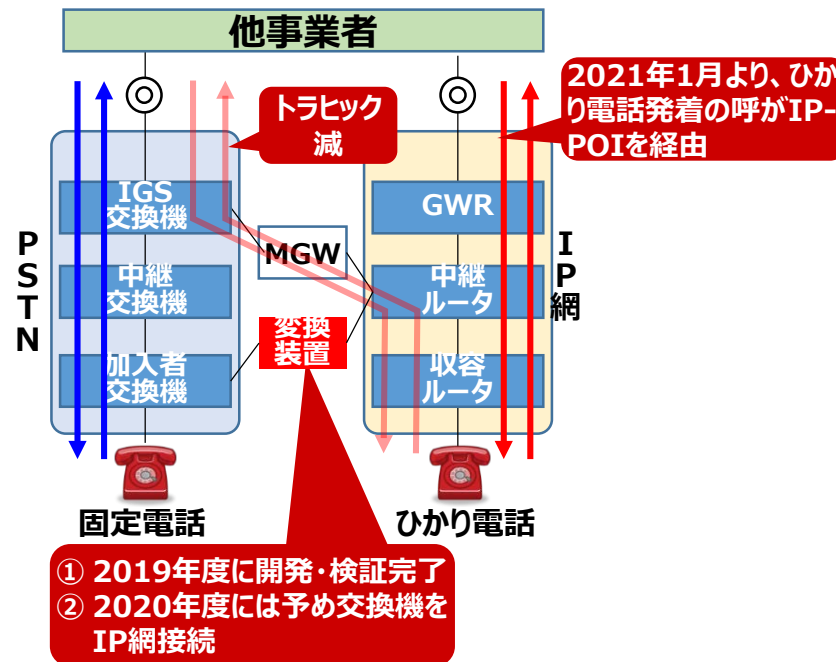 他事業者
2021年1月より、ひか
り電話発着の呼がIP-
POIを経由
トラヒック
減
PSTN
IGS
交換機
中継
交換機
加入者
交換機
MGW
変換
装置
GWR
中継
ルータ
収容
ルータ
IP網
固定電話
ひかり電話
① 2019年度に開発・検証完了
② 2020年度には予め交換機を
IP網接続